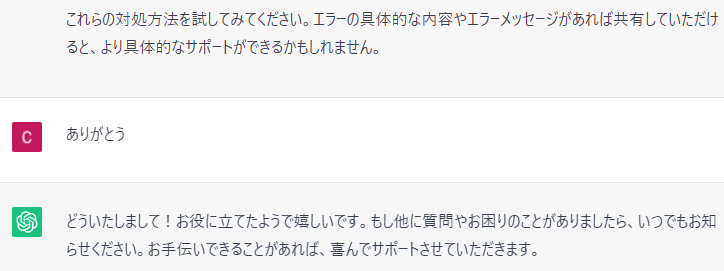 これらの対処方法を試してみてください。エラーの具体的な内容やエラーメッセージがあれば共有していただけ
ると、より具体的なサポートができるかもしれません。
C
ありがとう
どういたしまして！お役に立てたようで嬉しいです。もし他に質問やお困りのことがありましたら、いつでもお知
らせください。お手伝いできることがあれば、喜んでサポートさせていただきます。